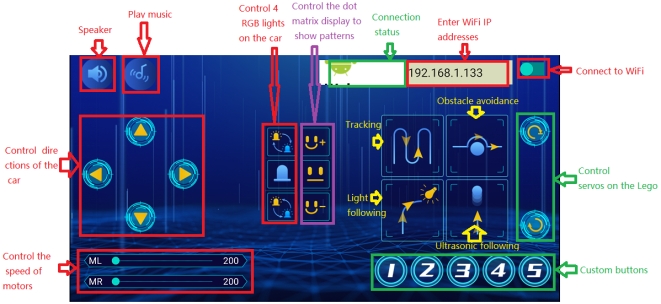 Speaker
Play music
Control 4
RGB lights
on the car
Control the dot
matrix display to
show patterns
Connection
status
Enter WiFi IP
addresses
192.168.1.133
Connect to WiFi
Obstacle avoidance
Tracking
Control dire
ctions of the
car
Light
following
Control
servos on the Lego
Ultrasonic following
Control the
speed of
motors
ML 200
MR 200
1 2 3 4 5
Custom buttons